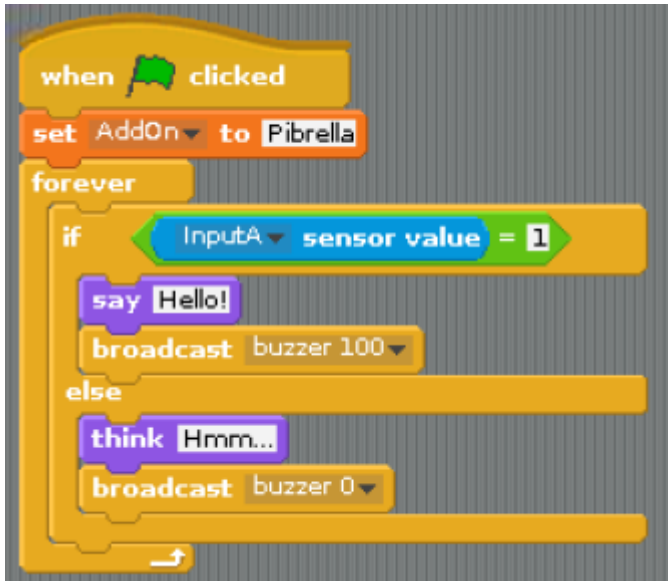 when clicked
set AddOn to Pibrella
forever
if InputA sensor value = 1
say Hello!
broadcast buzzer 100
else
think Hmm...
broadcast buzzer 0